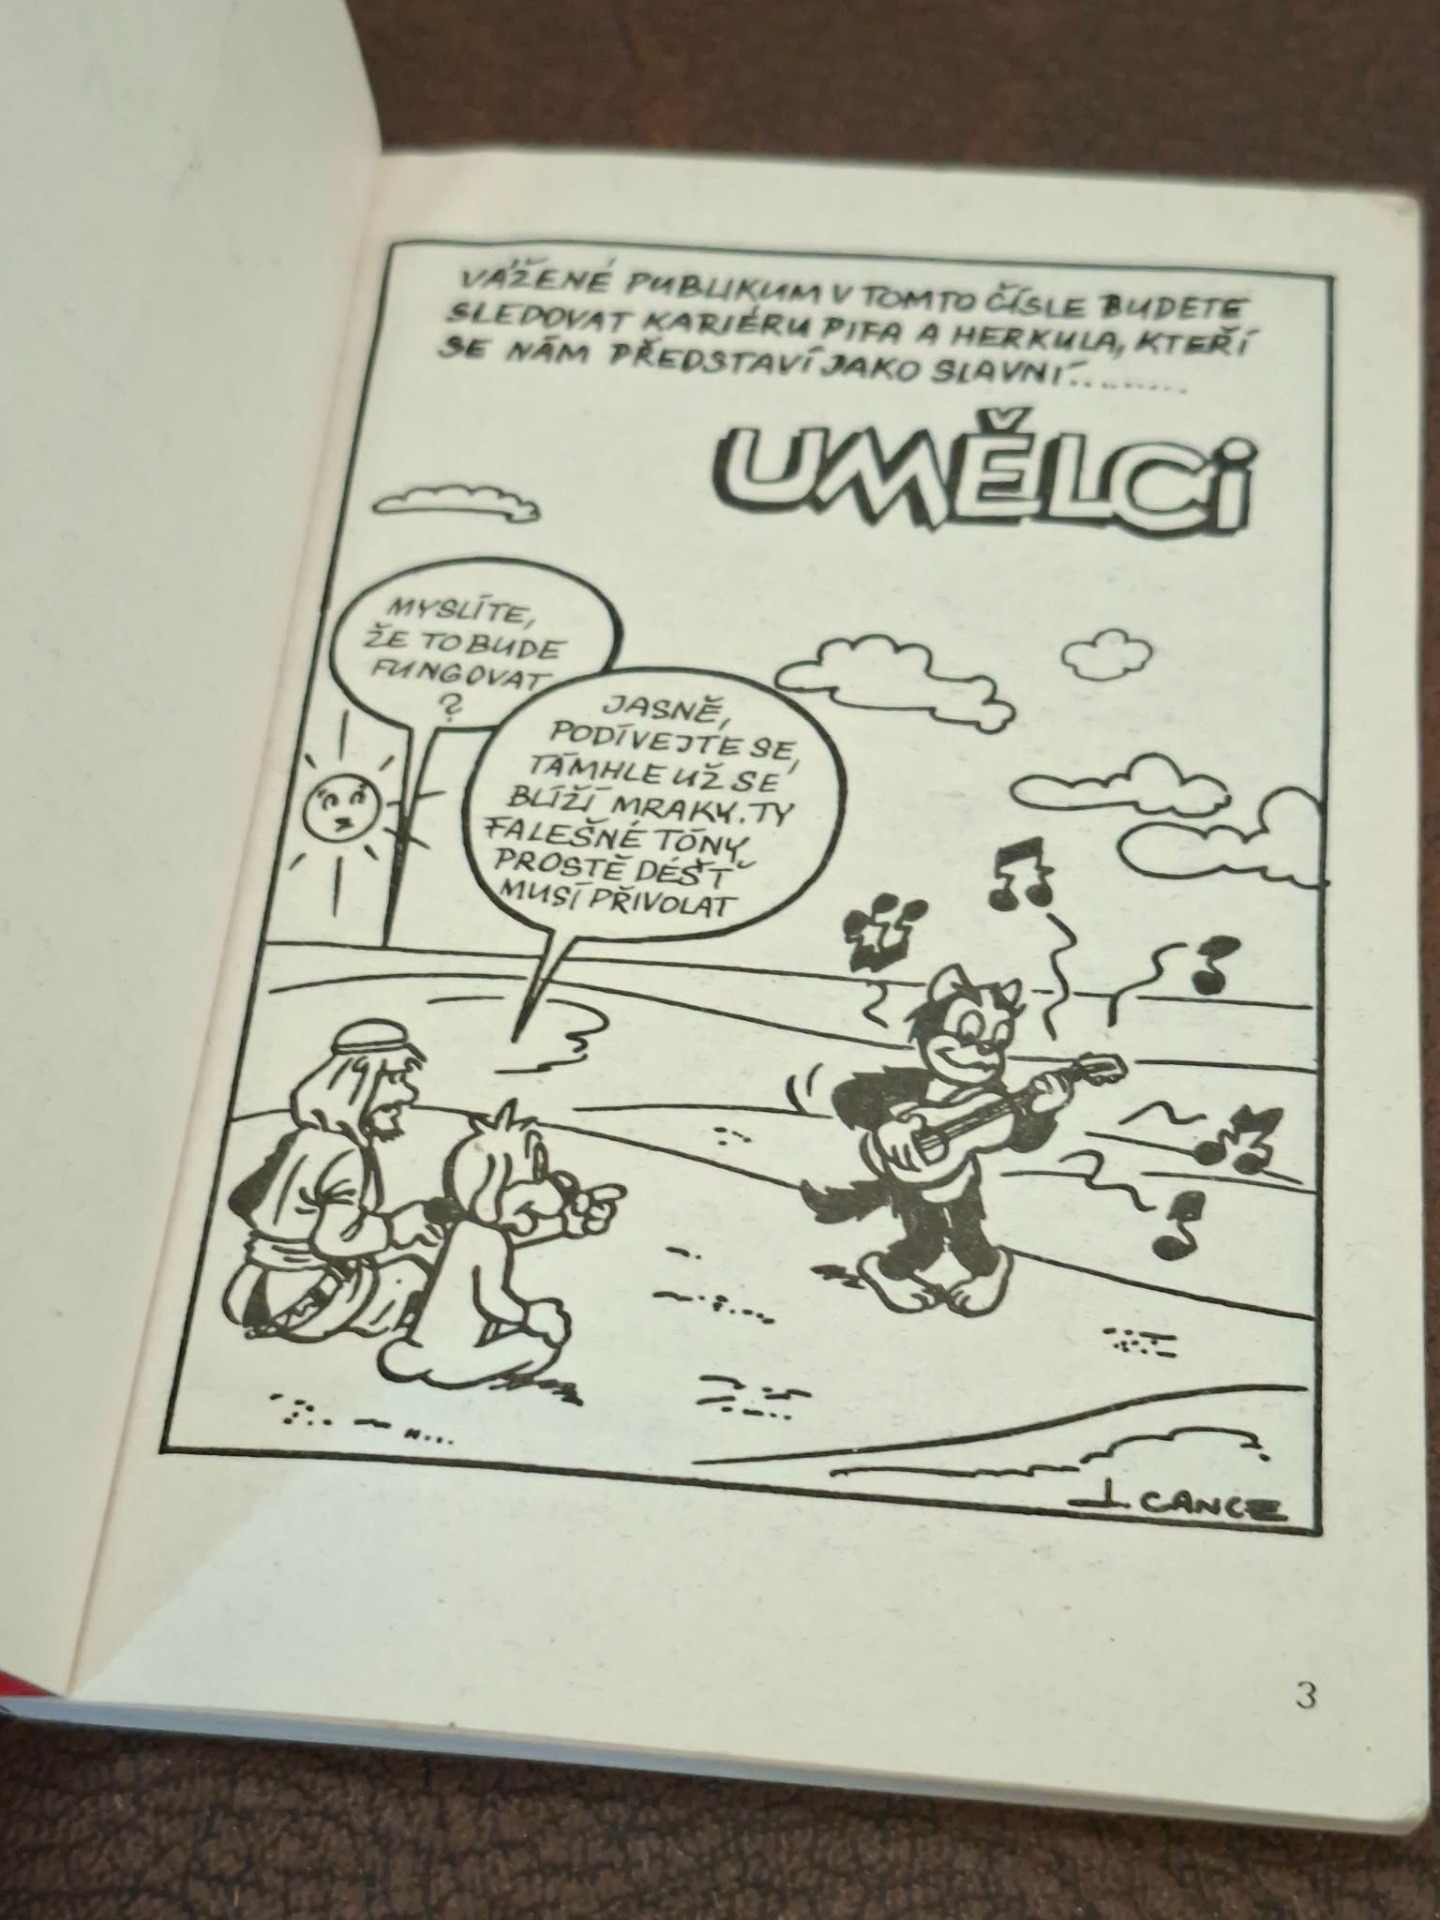 VÁŽENÉ PUBLIKUM V TOMTO ČÍSLE BUDETE
SLEDOVAT KARIÉRU PIFA A HERKULA, KTEŘÍ
SE NÁM PŘEDSTAVÍ JAKO SLAVNÍ.........
UMĚLCi
MYSLÍTE,
ŽE TO BUDE
FUNGOVAT
?
JASNĚ,
PODÍVEJTE SE,
TÁMHLE UŽ SE
BLÍŽÍ MRAKY. TY
FALEŠNÉ TÓNY
PROSTĚ DÉŠŤ
MUSÍ PŘIVOLAT
J. CANCE
3